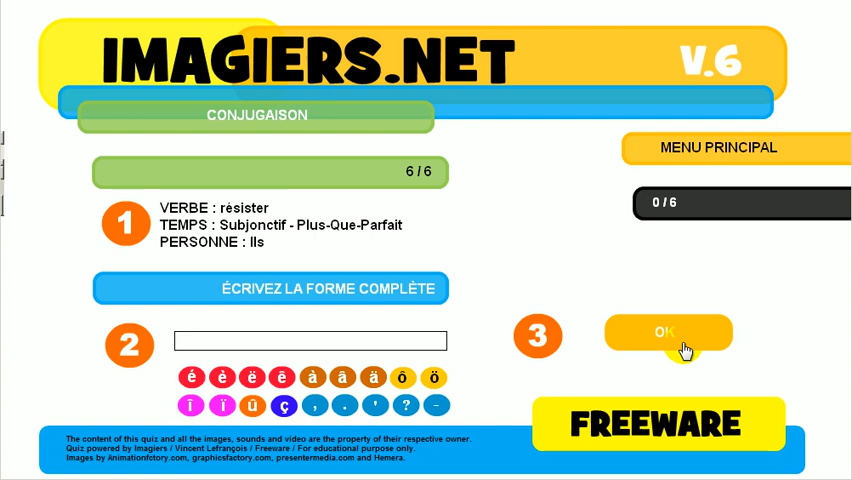 IMAGIERS.NET
V.6
CONJUGAISON
MENU PRINCIPAL
6 / 6
0 / 6
1
VERBE : résister
TEMPS : Subjonctif - Plus-Que-Parfait
PERSONNE : Ils
ÉCRIVEZ LA FORME COMPLÈTE
2
3
OK
é è ë ê à â ä ô ö
î ï û ç , . ' ? -
FREEWARE
The content of this quiz and all the images, sounds and video are the property of their respective owner.
Quiz powered by Imagiers / Vincent Lefrançois / Freeware / For educational purpose only.
Images by Animationfctory.com, graphicsfactory.com, presentermedia.com and Hemera.